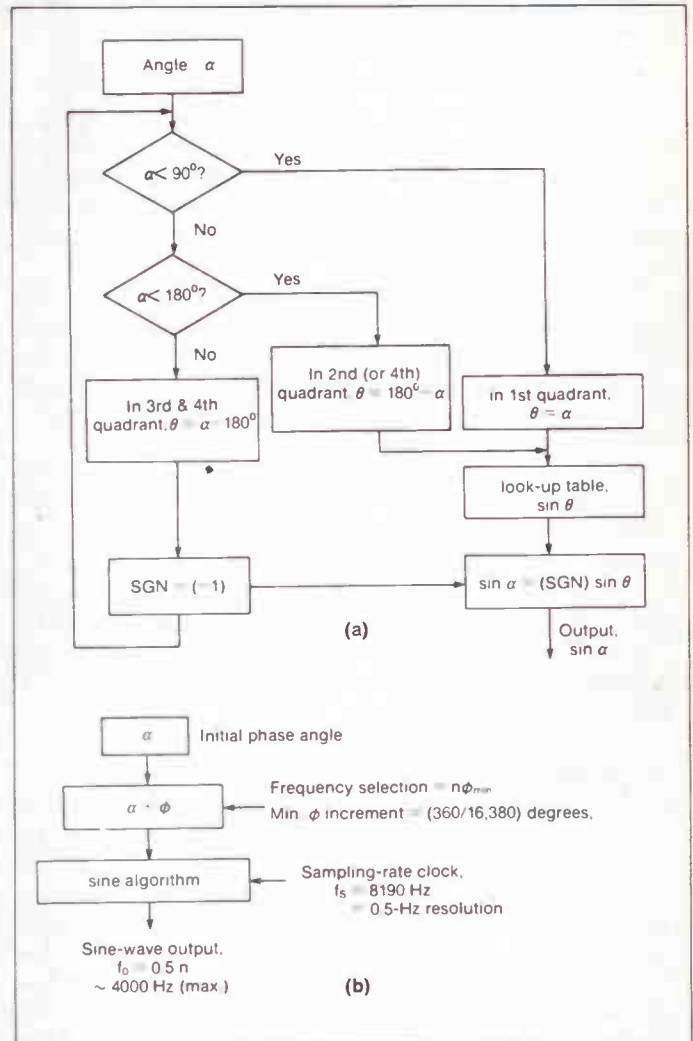 Angle α
α< 90°?
Yes
No
α< 180°?
Yes
No
In 3rd & 4th
quadrant, θ = α - 180°
In 2nd (or 4th)
quadrant, θ = 180° - α
in 1st quadrant,
θ = α
look-up table,
sin θ
SGN = (-1)
sin α = (SGN) sin θ
(a)
Output,
sin α
α
Initial phase angle
α + ϕ
Frequency selection = nϕmin
Min. ϕ increment = (360/16,380) degrees,
sine algorithm
Sampling-rate clock,
fs = 8190 Hz
= 0.5-Hz resolution
Sine-wave output,
fo = 0.5 n
~ 4000 Hz (max.)
(b)